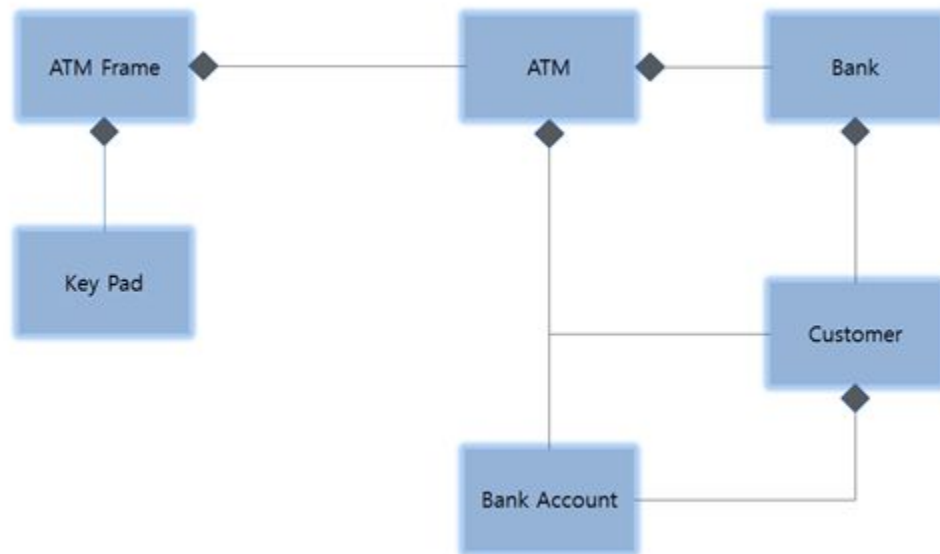 ATM Frame
ATM
Bank
Key Pad
Customer
Bank Account